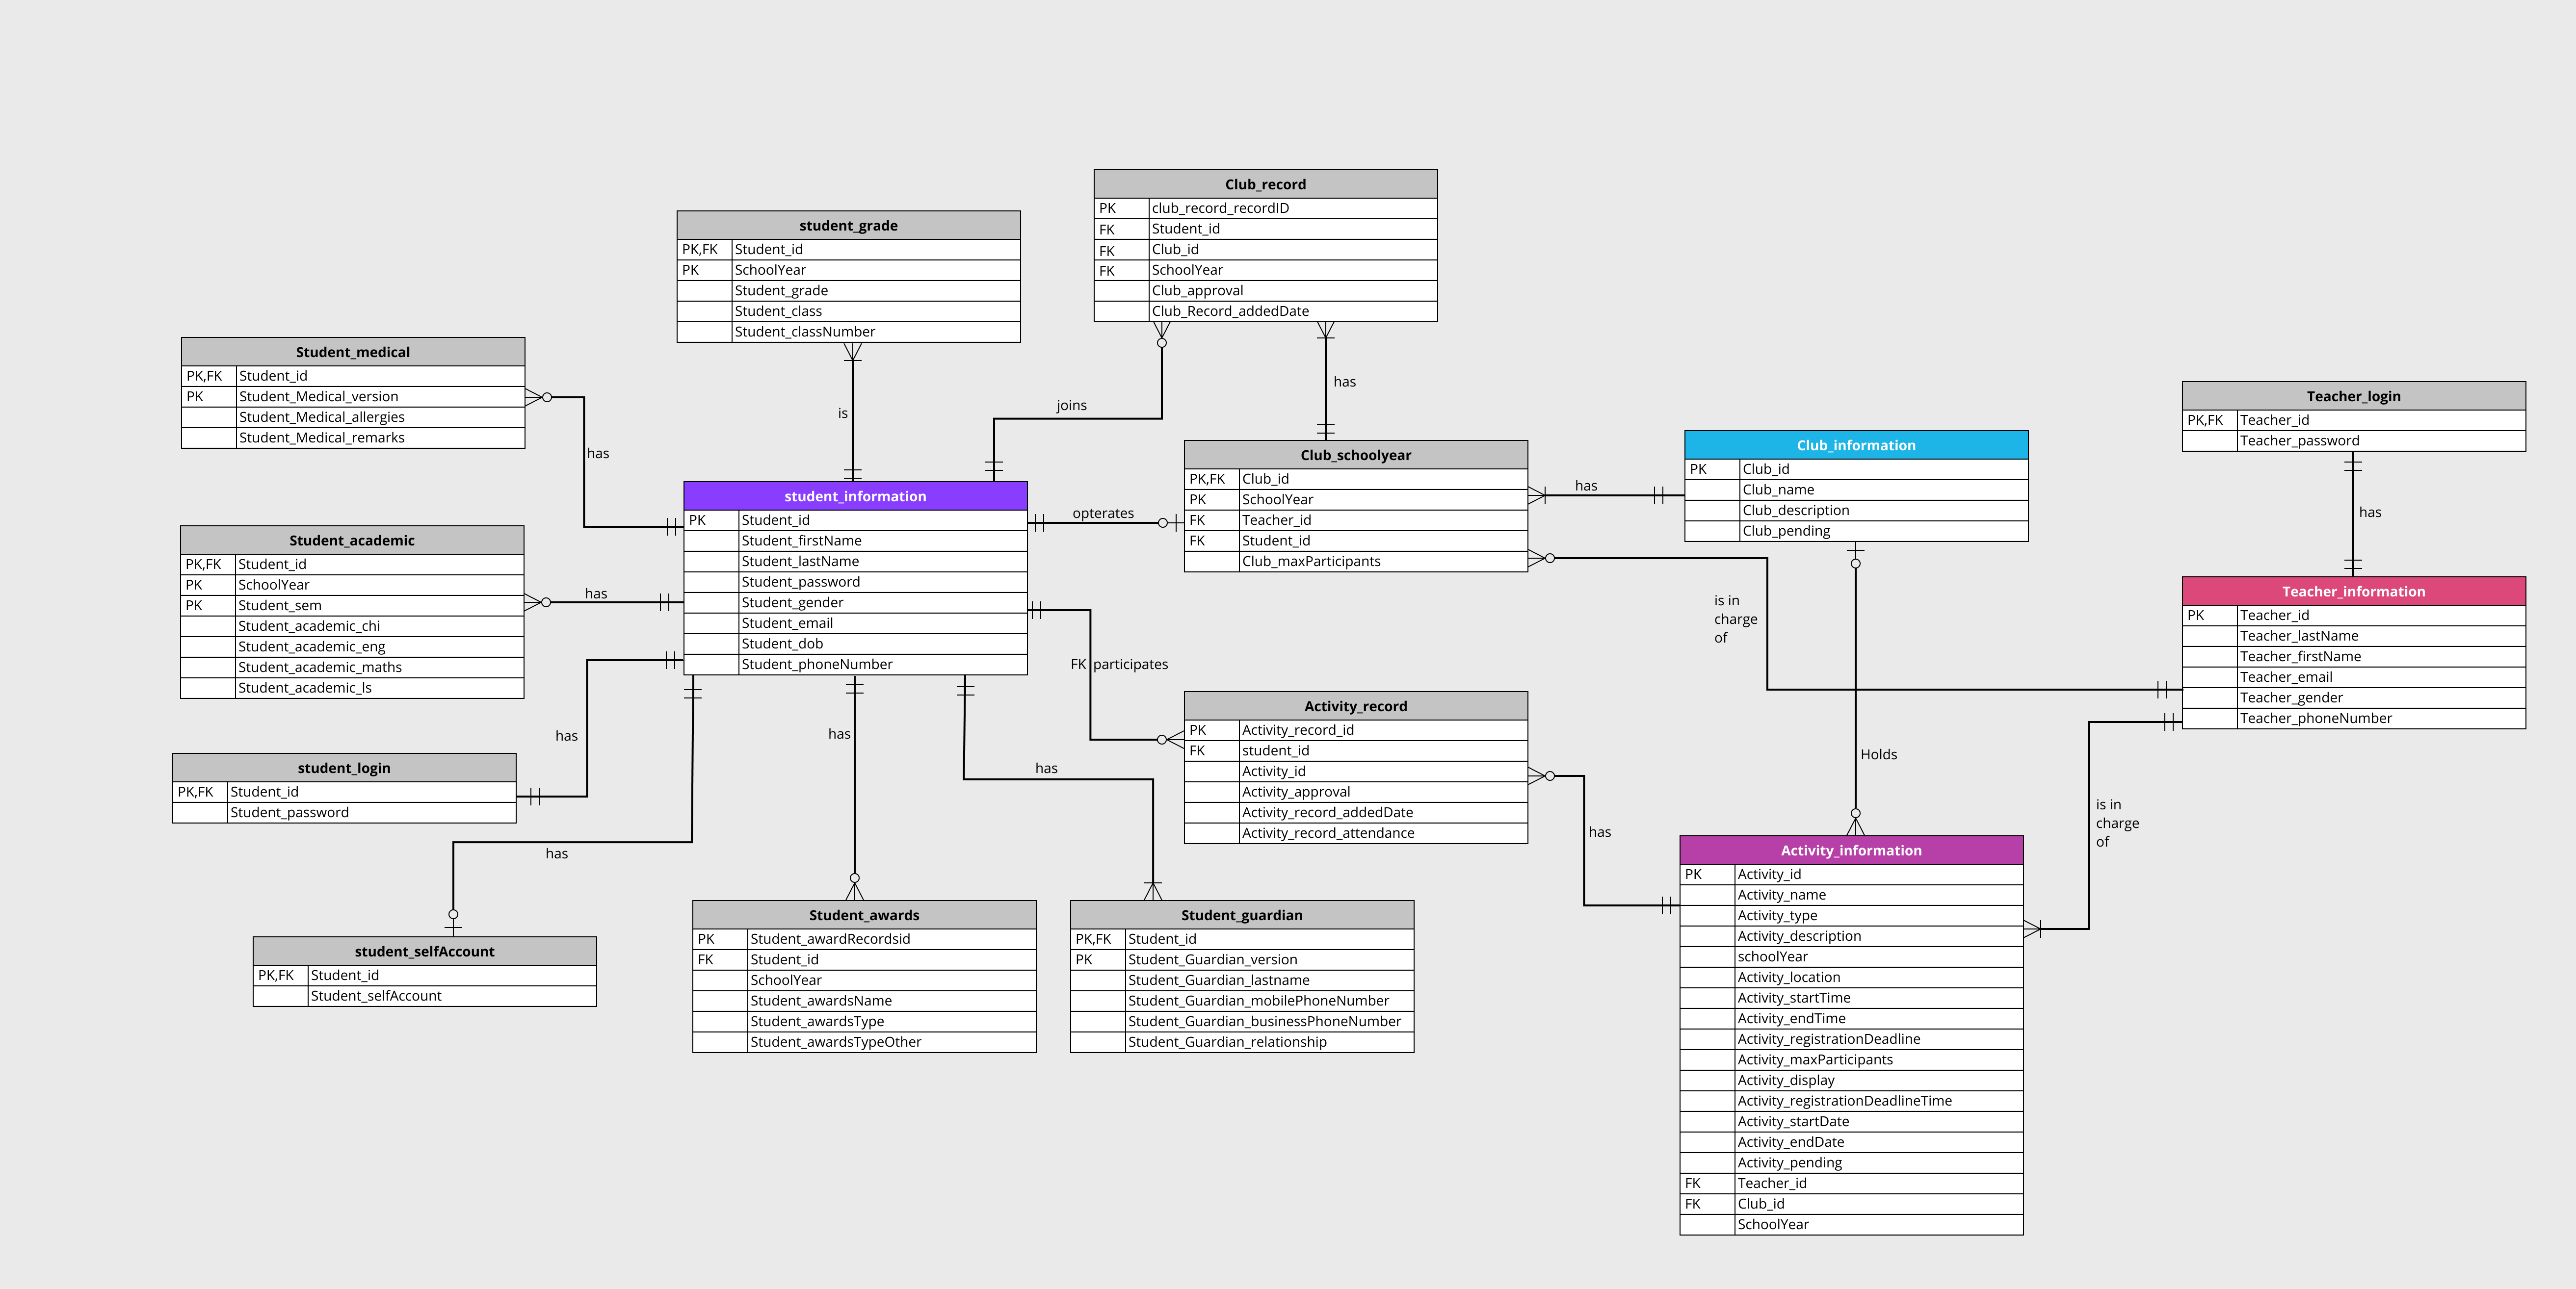 Club_record
PK club_record_recordID
FK Student_id
FK Club_id
FK SchoolYear
Club_approval
Club_Record_addedDate
student_grade
PK,FK Student_id
PK SchoolYear
Student_grade
Student_class
Student_classNumber
Student_medical
PK,FK Student_id
PK Student_Medical_version
Student_Medical_allergies
Student_Medical_remarks
has
is
joins
has
Club_schoolyear
PK,FK Club_id
PK SchoolYear
FK Teacher_id
FK Student_id
Club_maxParticipants
has
Club_information
PK Club_id
Club_name
Club_description
Club_pending
Teacher_login
PK,FK Teacher_id
Teacher_password
has
student_information
PK Student_id
Student_firstName
Student_lastName
Student_password
Student_gender
Student_email
Student_dob
Student_phoneNumber
opterates
Student_academic
PK,FK Student_id
PK SchoolYear
PK Student_sem
Student_academic_chi
Student_academic_eng
Student_academic_maths
Student_academic_ls
has
is in
charge
of
Teacher_information
PK Teacher_id
Teacher_lastName
Teacher_firstName
Teacher_email
Teacher_gender
Teacher_phoneNumber
FK participates
Activity_record
PK Activity_record_id
FK student_id
Activity_id
Activity_approval
Activity_record_addedDate
Activity_record_attendance
has
has
has
Holds
has
is in
charge
of
student_login
PK,FK Student_id
Student_password
has
student_selfAccount
PK,FK Student_id
Student_selfAccount
Student_awards
PK Student_awardRecordsid
FK Student_id
SchoolYear
Student_awardsName
Student_awardsType
Student_awardsTypeOther
Student_guardian
PK,FK Student_id
PK Student_Guardian_version
Student_Guardian_lastname
Student_Guardian_mobilePhoneNumber
Student_Guardian_businessPhoneNumber
Student_Guardian_relationship
Activity_information
PK Activity_id
Activity_name
Activity_type
Activity_description
schoolYear
Activity_location
Activity_startTime
Activity_endTime
Activity_registrationDeadline
Activity_maxParticipants
Activity_display
Activity_registrationDeadlineTime
Activity_startDate
Activity_endDate
Activity_pending
FK Teacher_id
FK Club_id
SchoolYear